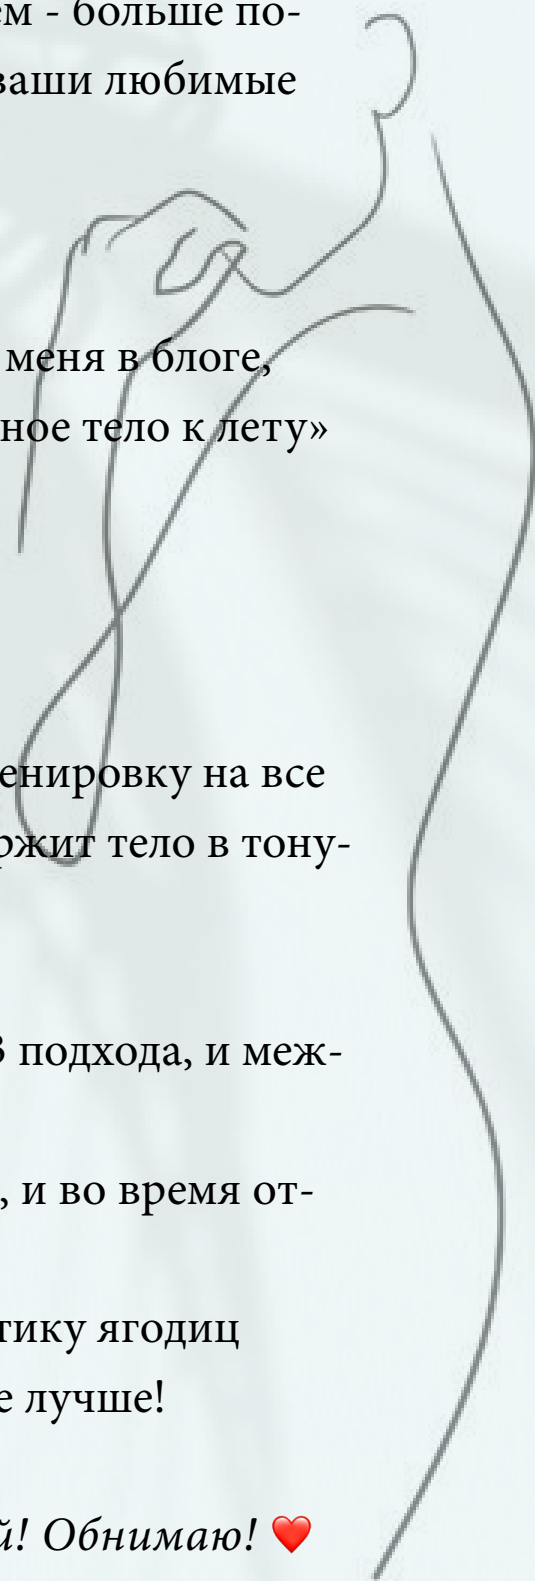 ем - больше по-
ваши любимые
меня в блоге,
ное тело к лету»
енировку на все
ржит тело в тону-
3 подхода, и меж-
, и во время от-
тику ягодиц
е лучше!
й! Обнимаю! ❤️